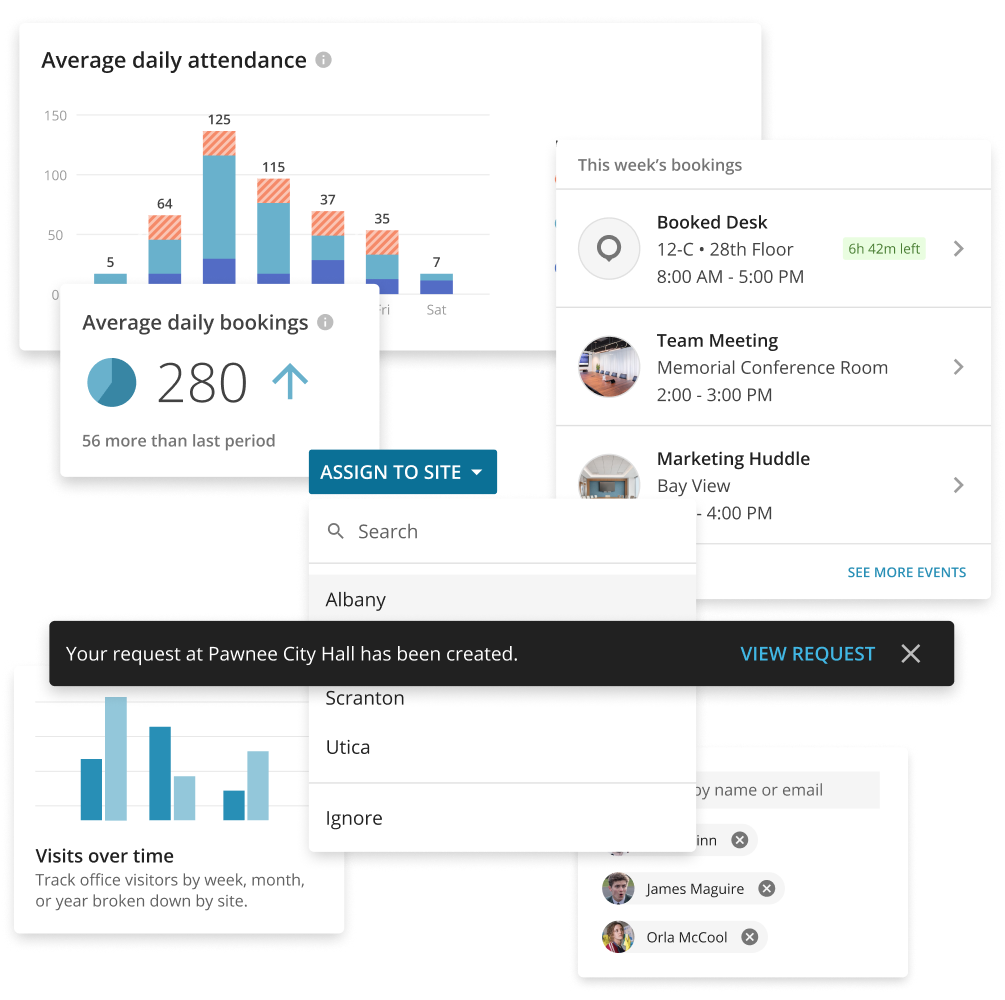 Average daily attendance
150
125
115
100
64
50
37
35
5
7
0
Fri
Sat
This week’s bookings
Booked Desk
12-C • 28th Floor
6h 42m left
8:00 AM - 5:00 PM
Team Meeting
Memorial Conference Room
2:00 - 3:00 PM
Marketing Huddle
Bay View
- 4:00 PM
SEE MORE EVENTS
Average daily bookings
280
56 more than last period
ASSIGN TO SITE
Search
Albany
Your request at Pawnee City Hall has been created.
VIEW REQUEST
Scranton
Utica
Ignore
Visits over time
Track office visitors by week, month,
or year broken down by site.
by name or email
James Maguire
Orla McCool